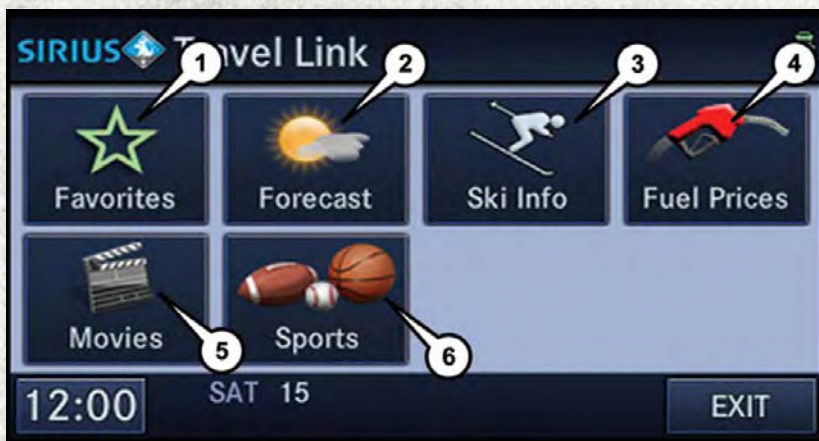 SIRIUS Travel Link
1 2 3 4
Favorites Forecast Ski Info Fuel Prices
Movies Sports
5 6
12:00 SAT 15 EXIT